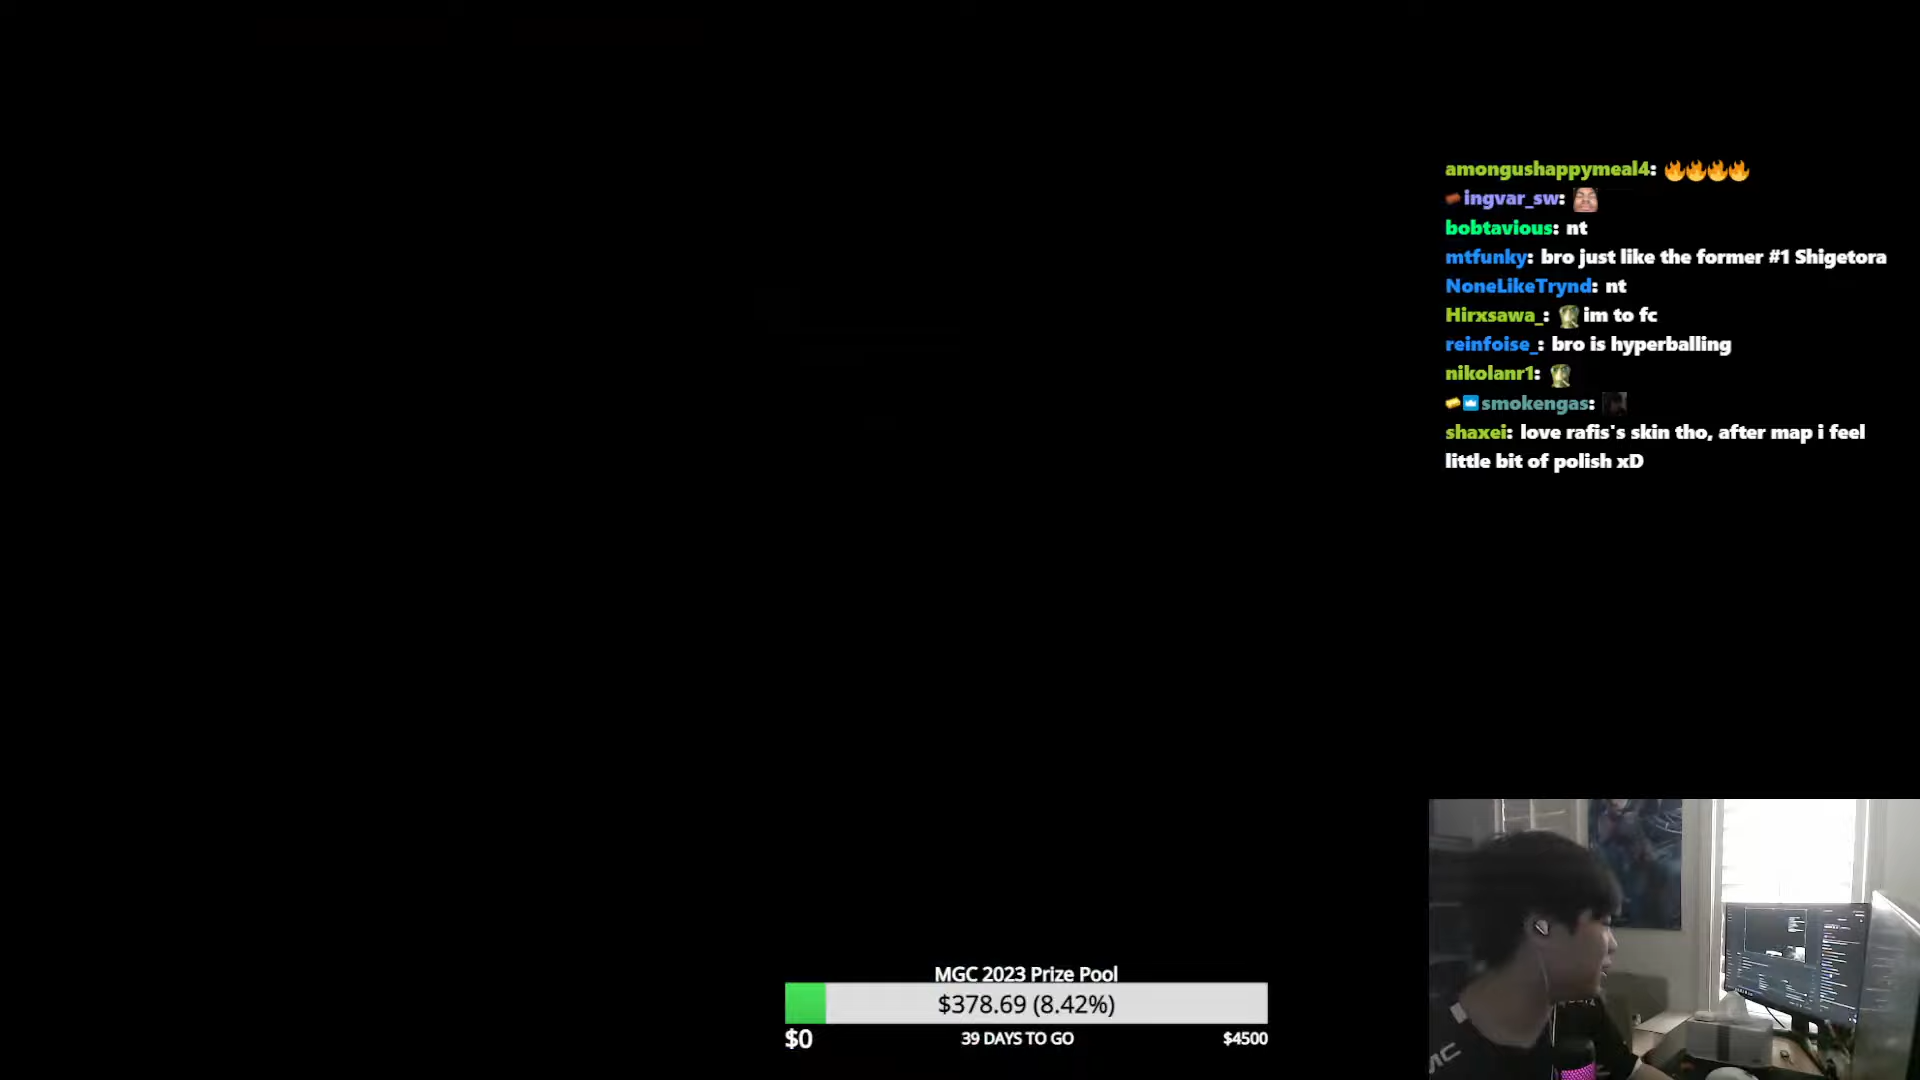 amongushappymeal4: 🔥🔥🔥🔥
ingvar_sw:
bobtavious: nt
mtfunky: bro just like the former #1 Shigetora
NoneLikeTrynd: nt
Hirxsawa_: im to fc
reinfoise_: bro is hyperballing
nikolanr1:
smokengas:
shaxei: love rafis's skin tho, after map i feel
little bit of polish xD
MGC 2023 Prize Pool
$378.69 (8.42%)
$0 39 DAYS TO GO $4500